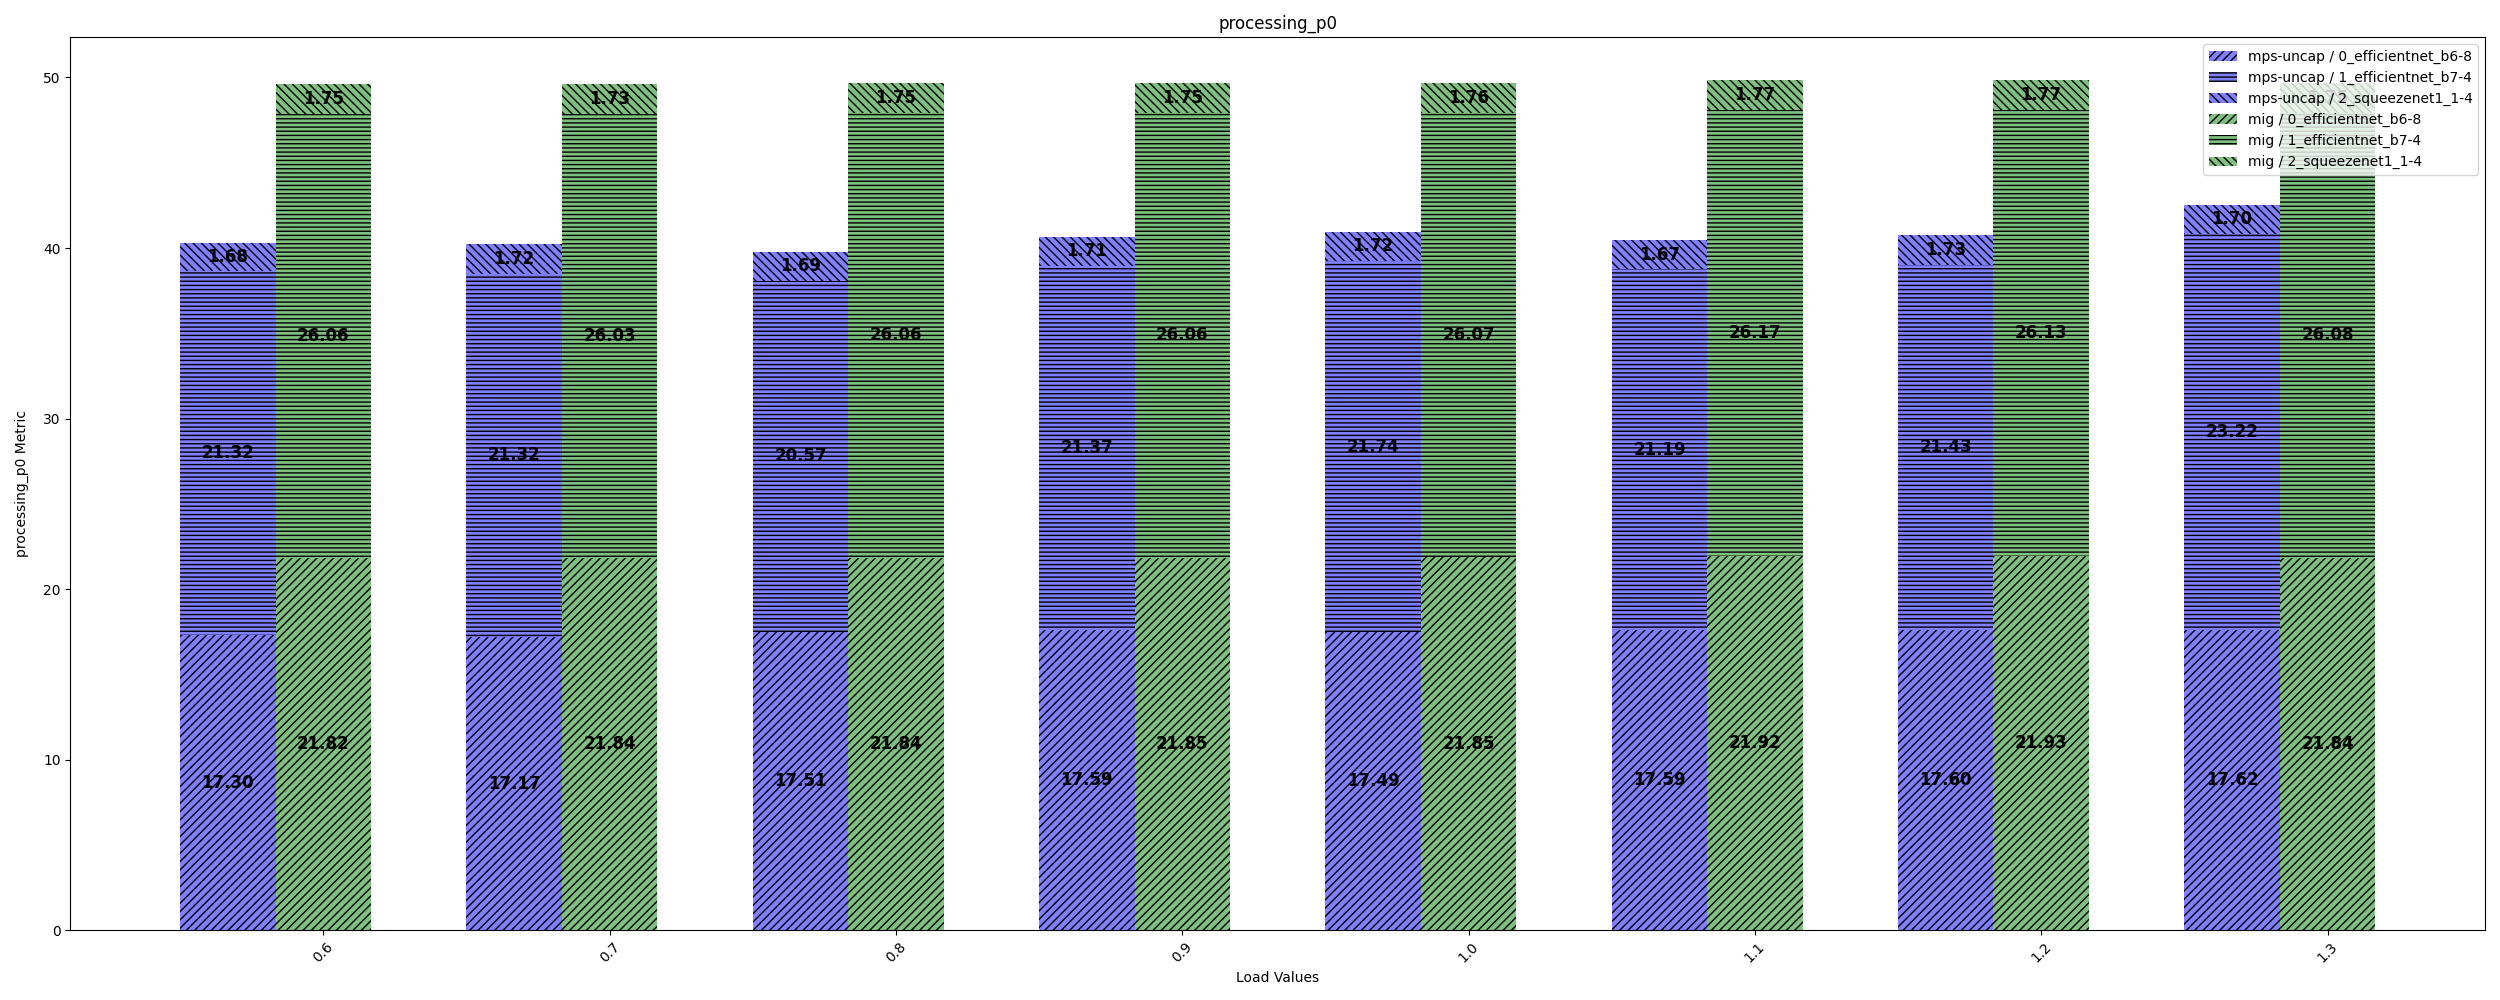 processing_p0
mps-uncap / 0_efficientnet_b6-8
mps-uncap / 1_efficientnet_b7-4
mps-uncap / 2_squeezenet1_1-4
mig / 0_efficientnet_b6-8
mig / 1_efficientnet_b7-4
mig / 2_squeezenet1_1-4
processing_p0 Metric
50
40
30
20
10
0
1.75 1.73 1.75 1.75 1.76 1.77 1.77
1.68 1.72 1.69 1.71 1.72 1.67 1.73 1.70
26.06 26.03 26.06 26.06 26.07 26.17 26.13 26.08
21.32 21.32 20.57 21.37 21.74 21.19 21.43 23.22
21.82 21.84 21.84 21.85 21.85 21.92 21.93 21.84
17.30 17.17 17.51 17.59 17.49 17.59 17.60 17.62
0.6 0.7 0.8 0.9 1.0 1.1 1.2 1.3
Load Values